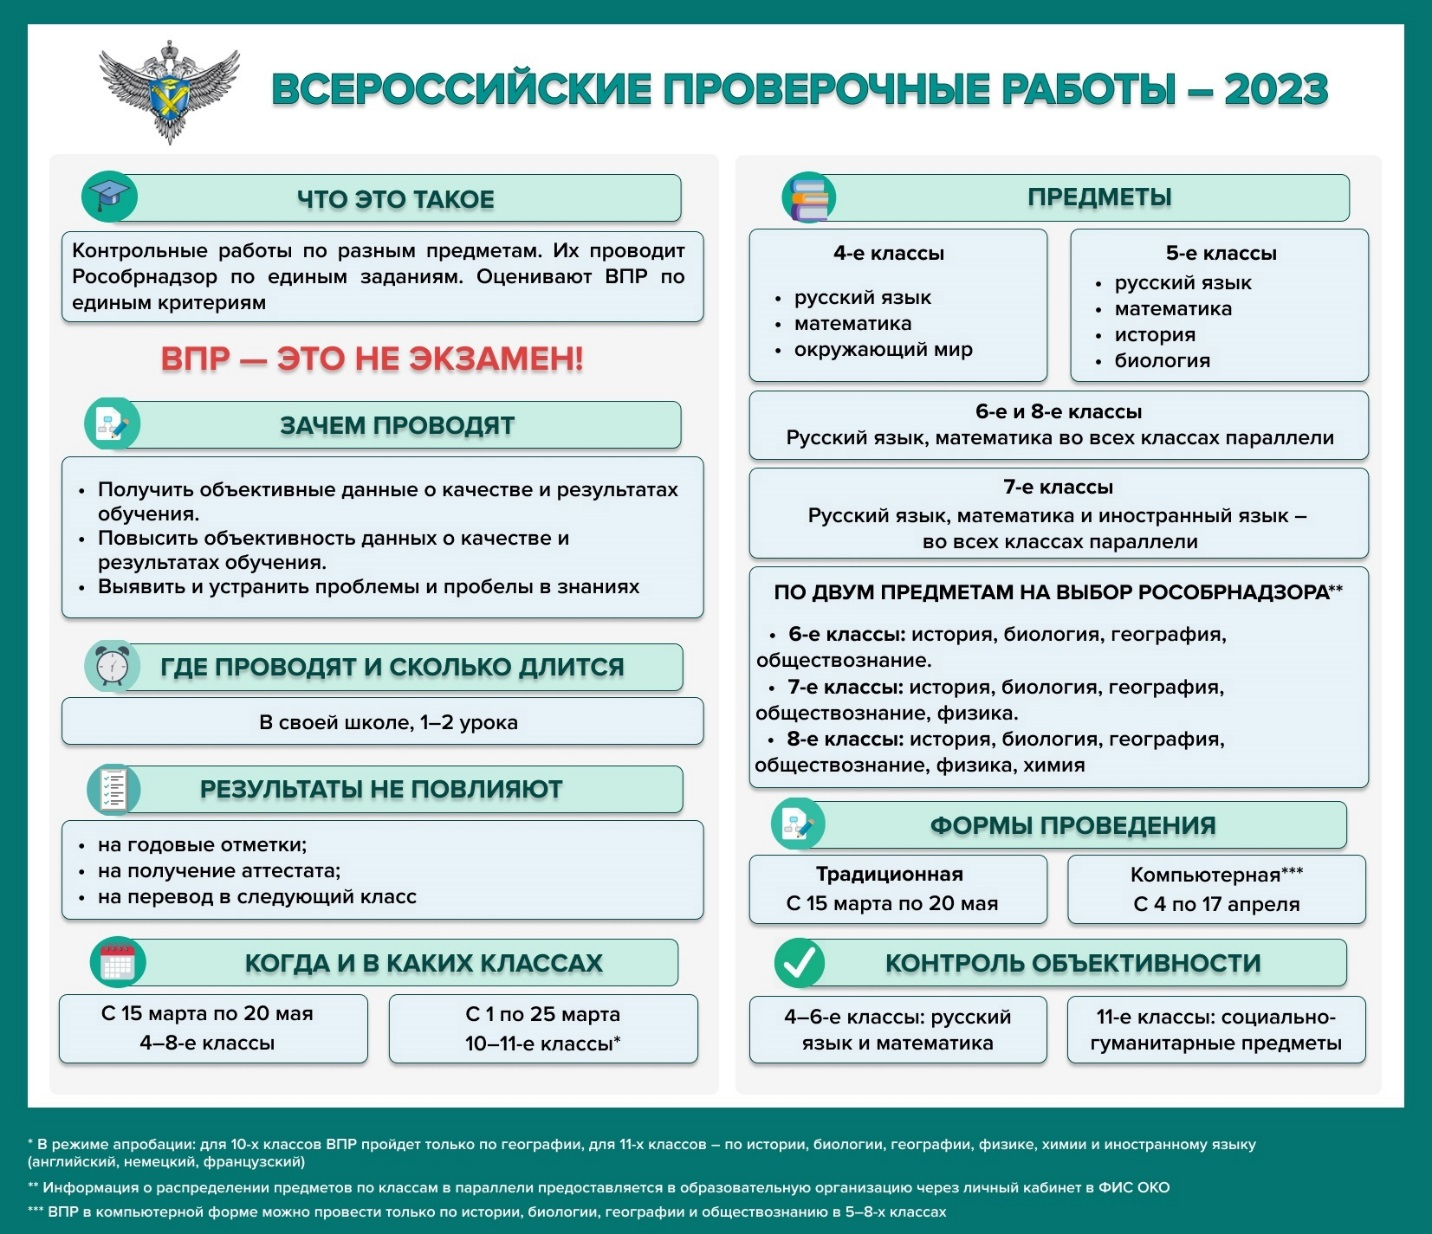 ВСЕРОССИЙСКИЕ ПРОВЕРОЧНЫЕ РАБОТЫ – 2023
ЧТО ЭТО ТАКОЕ
Контрольные работы по разным предметам. Их проводит
Рособрнадзор по единым заданиям. Оценивают ВПР по
единым критериям
ВПР — ЭТО НЕ ЭКЗАМЕН!
ЗАЧЕМ ПРОВОДЯТ
• Получить объективные данные о качестве и результатах
обучения.
• Повысить объективность данных о качестве и
результатах обучения.
• Выявить и устранить проблемы и пробелы в знаниях
ГДЕ ПРОВОДЯТ И СКОЛЬКО ДЛИТСЯ
В своей школе, 1–2 урока
РЕЗУЛЬТАТЫ НЕ ПОВЛИЯЮТ
• на годовые отметки;
• на получение аттестата;
• на перевод в следующий класс
КОГДА И В КАКИХ КЛАССАХ
С 15 марта по 20 мая
4–8-е классы
С 1 по 25 марта
10–11-е классы*
ПРЕДМЕТЫ
4-е классы
• русский язык
• математика
• окружающий мир
5-е классы
• русский язык
• математика
• история
• биология
6-е и 8-е классы
Русский язык, математика во всех классах параллели
7-е классы
Русский язык, математика и иностранный язык –
во всех классах параллели
ПО ДВУМ ПРЕДМЕТАМ НА ВЫБОР РОСОБРНАДЗОРА**
• 6-е классы: история, биология, география,
обществознание.
• 7-е классы: история, биология, география,
обществознание, физика.
• 8-е классы: история, биология, география,
обществознание, физика, химия
ФОРМЫ ПРОВЕДЕНИЯ
Традиционная
С 15 марта по 20 мая
Компьютерная***
С 4 по 17 апреля
КОНТРОЛЬ ОБЪЕКТИВНОСТИ
4–6-е классы: русский
язык и математика
11-е классы: социально-
гуманитарные предметы
* В режиме апробации: для 10-х классов ВПР пройдет только по географии, для 11-х классов – по истории, биологии, географии, физике, химии и иностранному языку
(английский, немецкий, французский)
** Информация о распределении предметов по классам в параллели предоставляется в образовательную организацию через личный кабинет в ФИС ОКО
*** ВПР в компьютерной форме можно провести только по истории, биологии, географии и обществознанию в 5–8-х классах